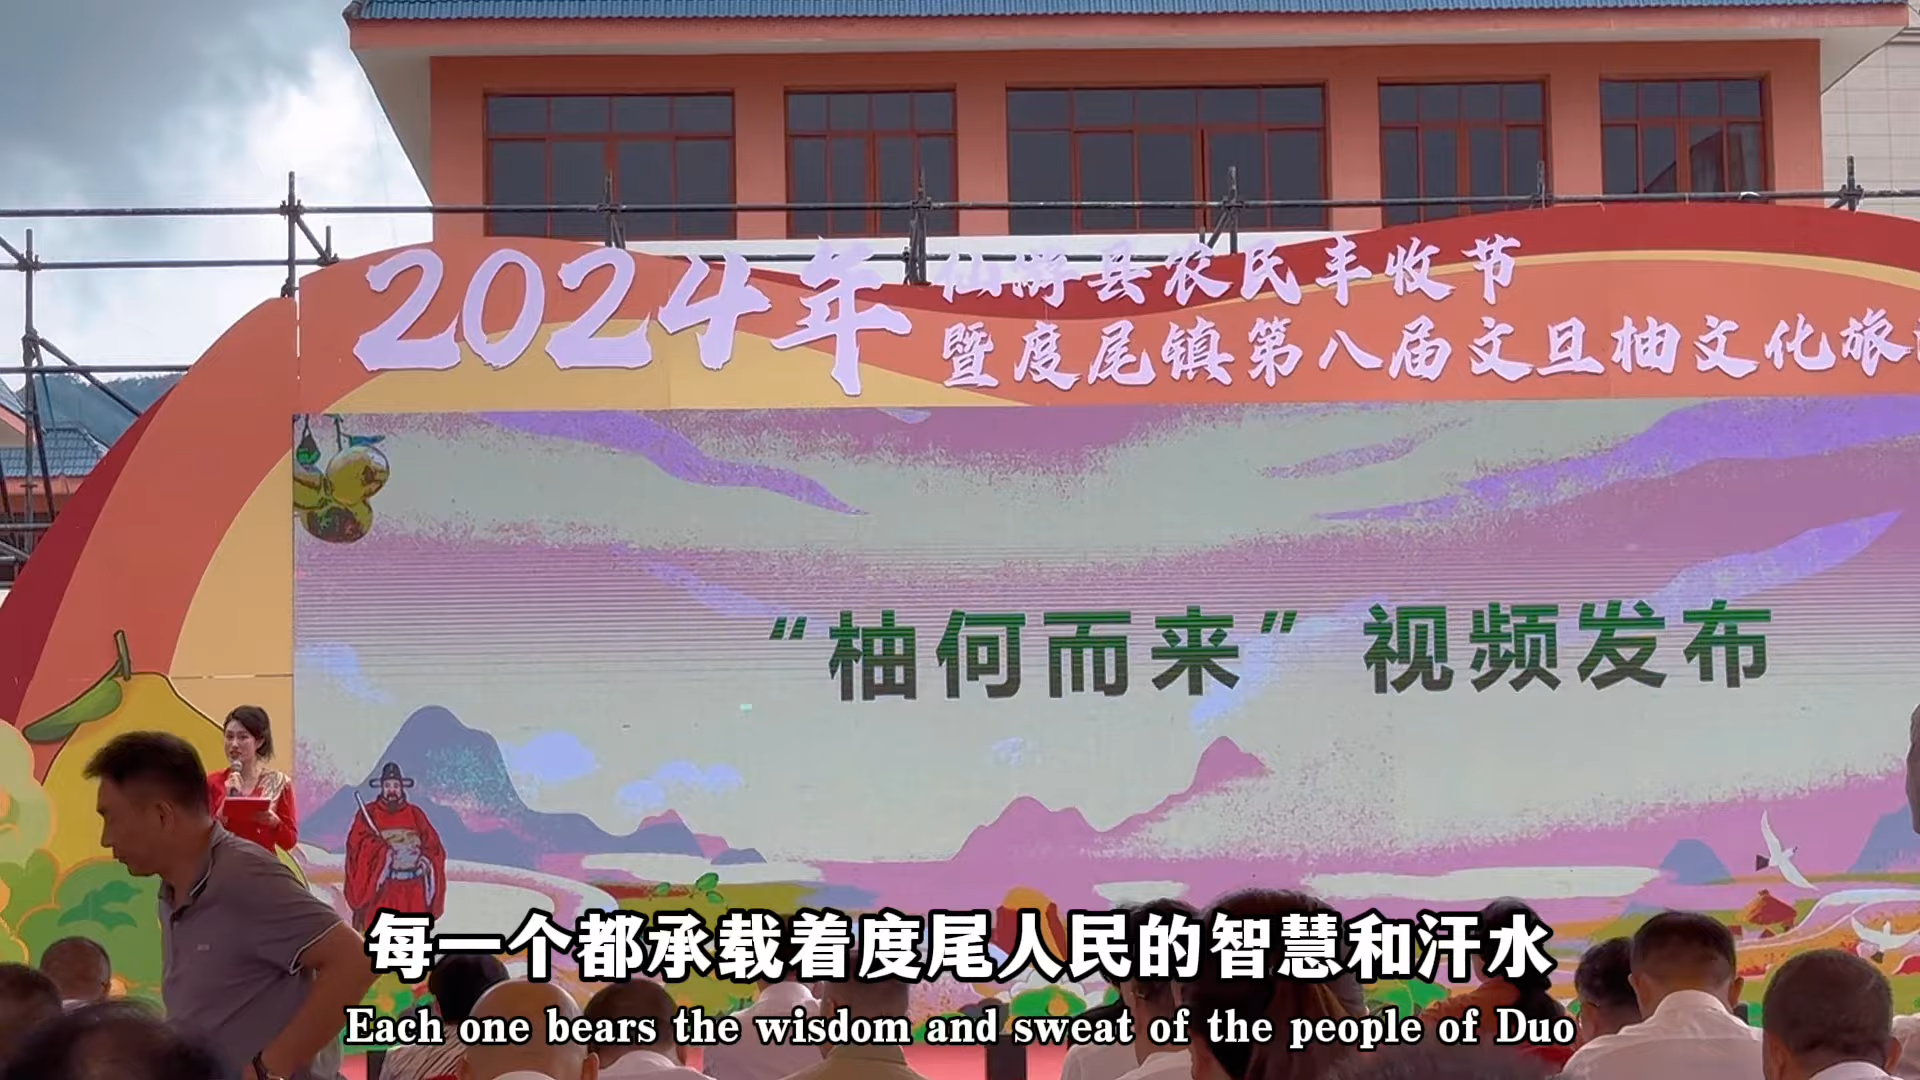 2024年
仙游县农民丰收节
暨度尾镇第八届文旦柚文化旅
“柚何而来”视频发布
每一个都承载着度尾人民的智慧和汗水
Each one bears the wisdom and sweat of the people of Duo